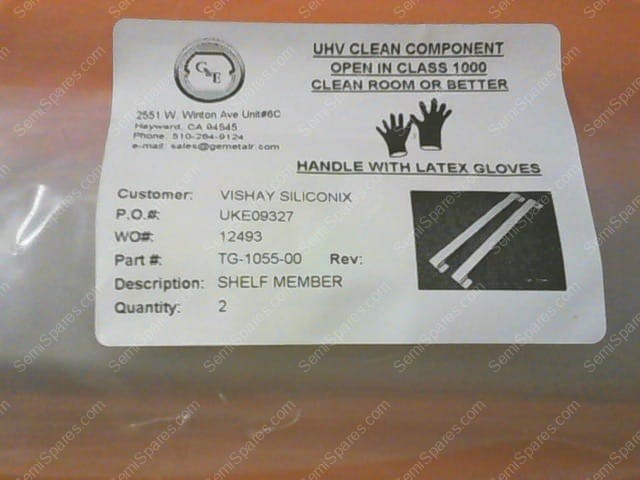 G&E
2551 W. Winton Ave Unit#6C
Hayward, CA 94545
Phone: 510-264-9124
e-mail: sales@gemetalr.com
UHV CLEAN COMPONENT
OPEN IN CLASS 1000
CLEAN ROOM OR BETTER
HANDLE WITH LATEX GLOVES
Customer: VISHAY SILICONIX
P.O.#: UKE09327
WO#: 12493
Part #: TG-1055-00 Rev:
Description: SHELF MEMBER
Quantity: 2
SemiSpares.com